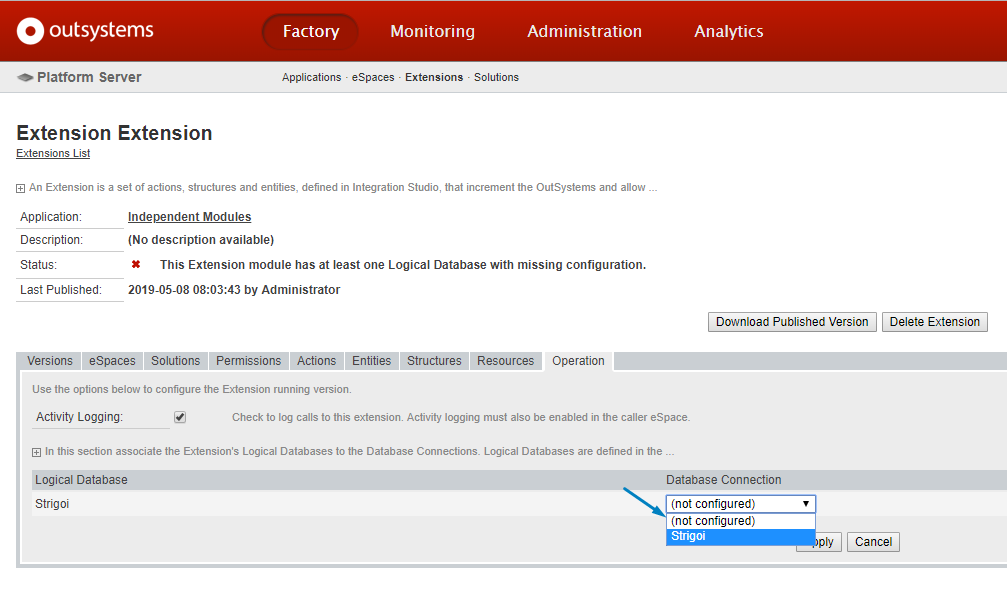 outsystems Factory Monitoring Administration Analytics
Platform Server Applications · eSpaces · Extensions · Solutions
Extension Extension
Extensions List
An Extension is a set of actions, structures and entities, defined in Integration Studio, that increment the OutSystems and allow ...
Application: Independent Modules
Description: (No description available)
Status: This Extension module has at least one Logical Database with missing configuration.
Last Published: 2019-05-08 08:03:43 by Administrator
Download Published Version Delete Extension
Versions eSpaces Solutions Permissions Actions Entities Structures Resources Operation
Use the options below to configure the Extension running version.
Activity Logging: Check to log calls to this extension. Activity logging must also be enabled in the caller eSpace.
In this section associate the Extension's Logical Databases to the Database Connections. Logical Databases are defined in the ...
Logical Database Database Connection
Strigoi (not configured)
(not configured)
Strigoi
Cancel